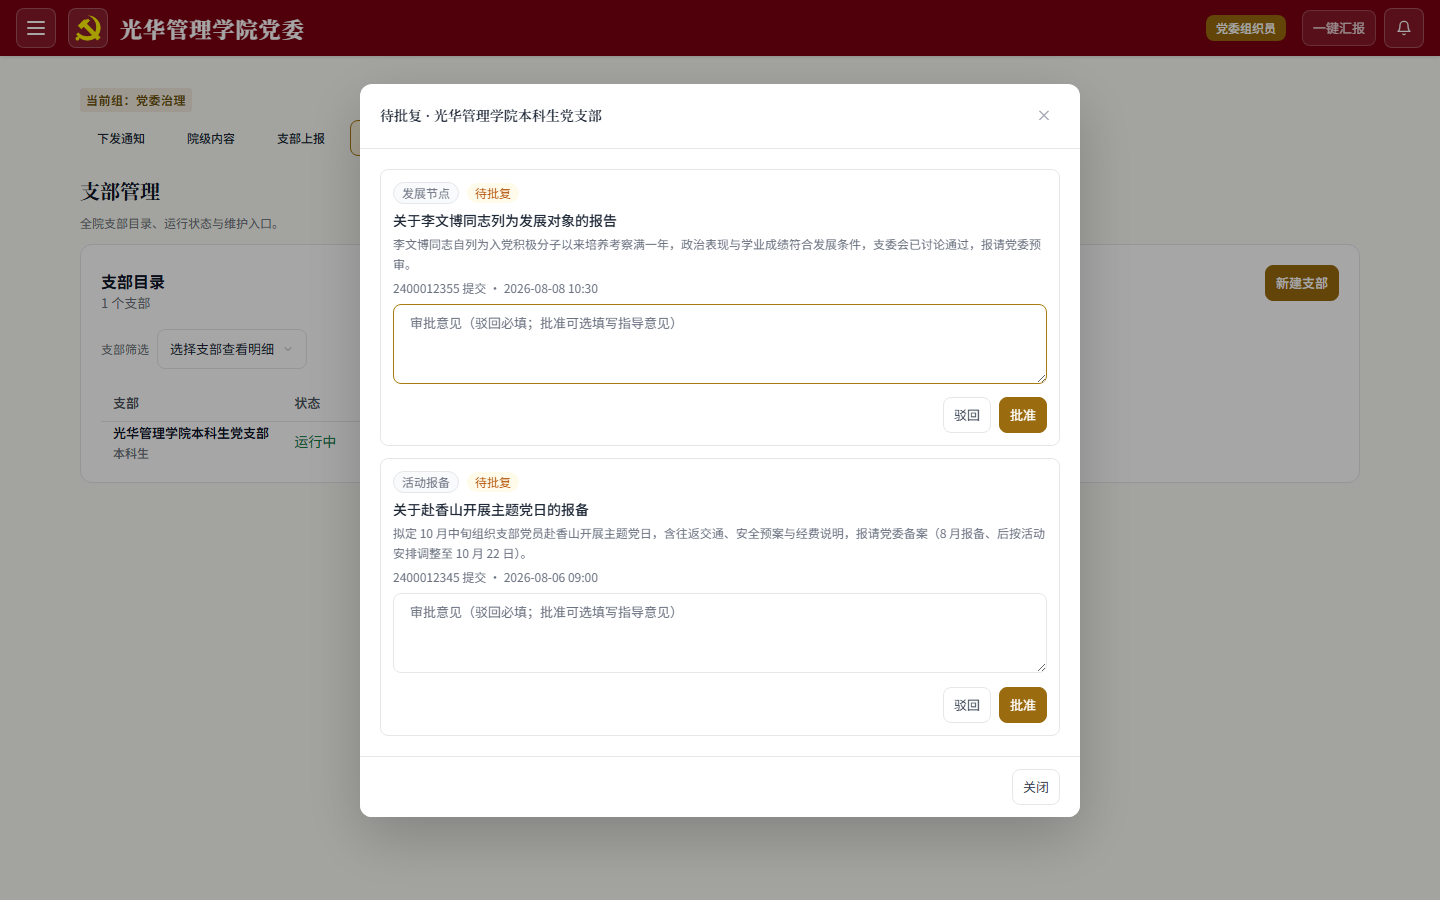 光华管理学院党委
党委组织员
一键汇报
当前组：党委治理
下发通知
院级内容
支部上报
支部管理
全院支部目录、运行状态与维护入口。
支部目录
1 个支部
新建支部
支部筛选
选择支部查看明细
支部
状态
光华管理学院本科生党支部
本科生
运行中
待批复 · 光华管理学院本科生党支部
发展节点
待批复
关于李文博同志列为发展对象的报告
李文博同志自列为入党积极分子以来培养考察满一年，政治表现与学业成绩符合发展条件，支委会已讨论通过，报请党委预
审。
2400012355 提交 · 2026-08-08 10:30
审批意见（驳回必填；批准可选填写指导意见）
驳回
批准
活动报备
待批复
关于赴香山开展主题党日的报备
拟定 10 月中旬组织支部党员赴香山开展主题党日，含往返交通、安全预案与经费说明，报请党委备案（8 月报备、后按活动
安排调整至 10 月 22 日）。
2400012345 提交 · 2026-08-06 09:00
审批意见（驳回必填；批准可选填写指导意见）
驳回
批准
关闭